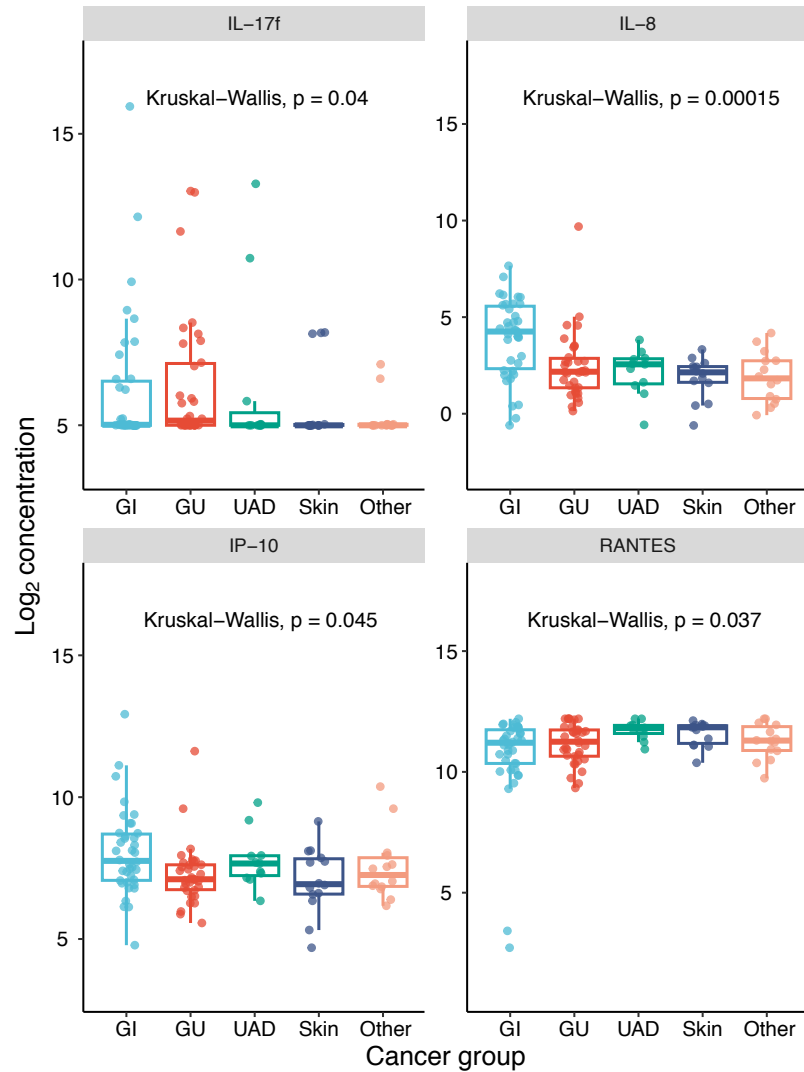 IL−17f
IL−8
Kruskal−Wallis, p = 0.04
Kruskal−Wallis, p = 0.00015
15
10
5
15
10
5
0
GI GU UAD Skin Other
GI GU UAD Skin Other
IP−10
RANTES
Kruskal−Wallis, p = 0.045
Kruskal−Wallis, p = 0.037
15
10
5
15
10
5
GI GU UAD Skin Other
GI GU UAD Skin Other
Log₂ concentration
Cancer group